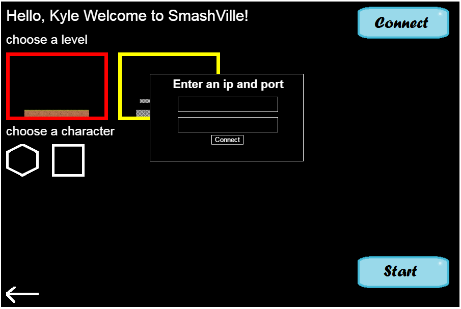 Hello, Kyle Welcome to SmashVille!
Connect
choose a level
Enter an ip and port
Connect
choose a character
Start